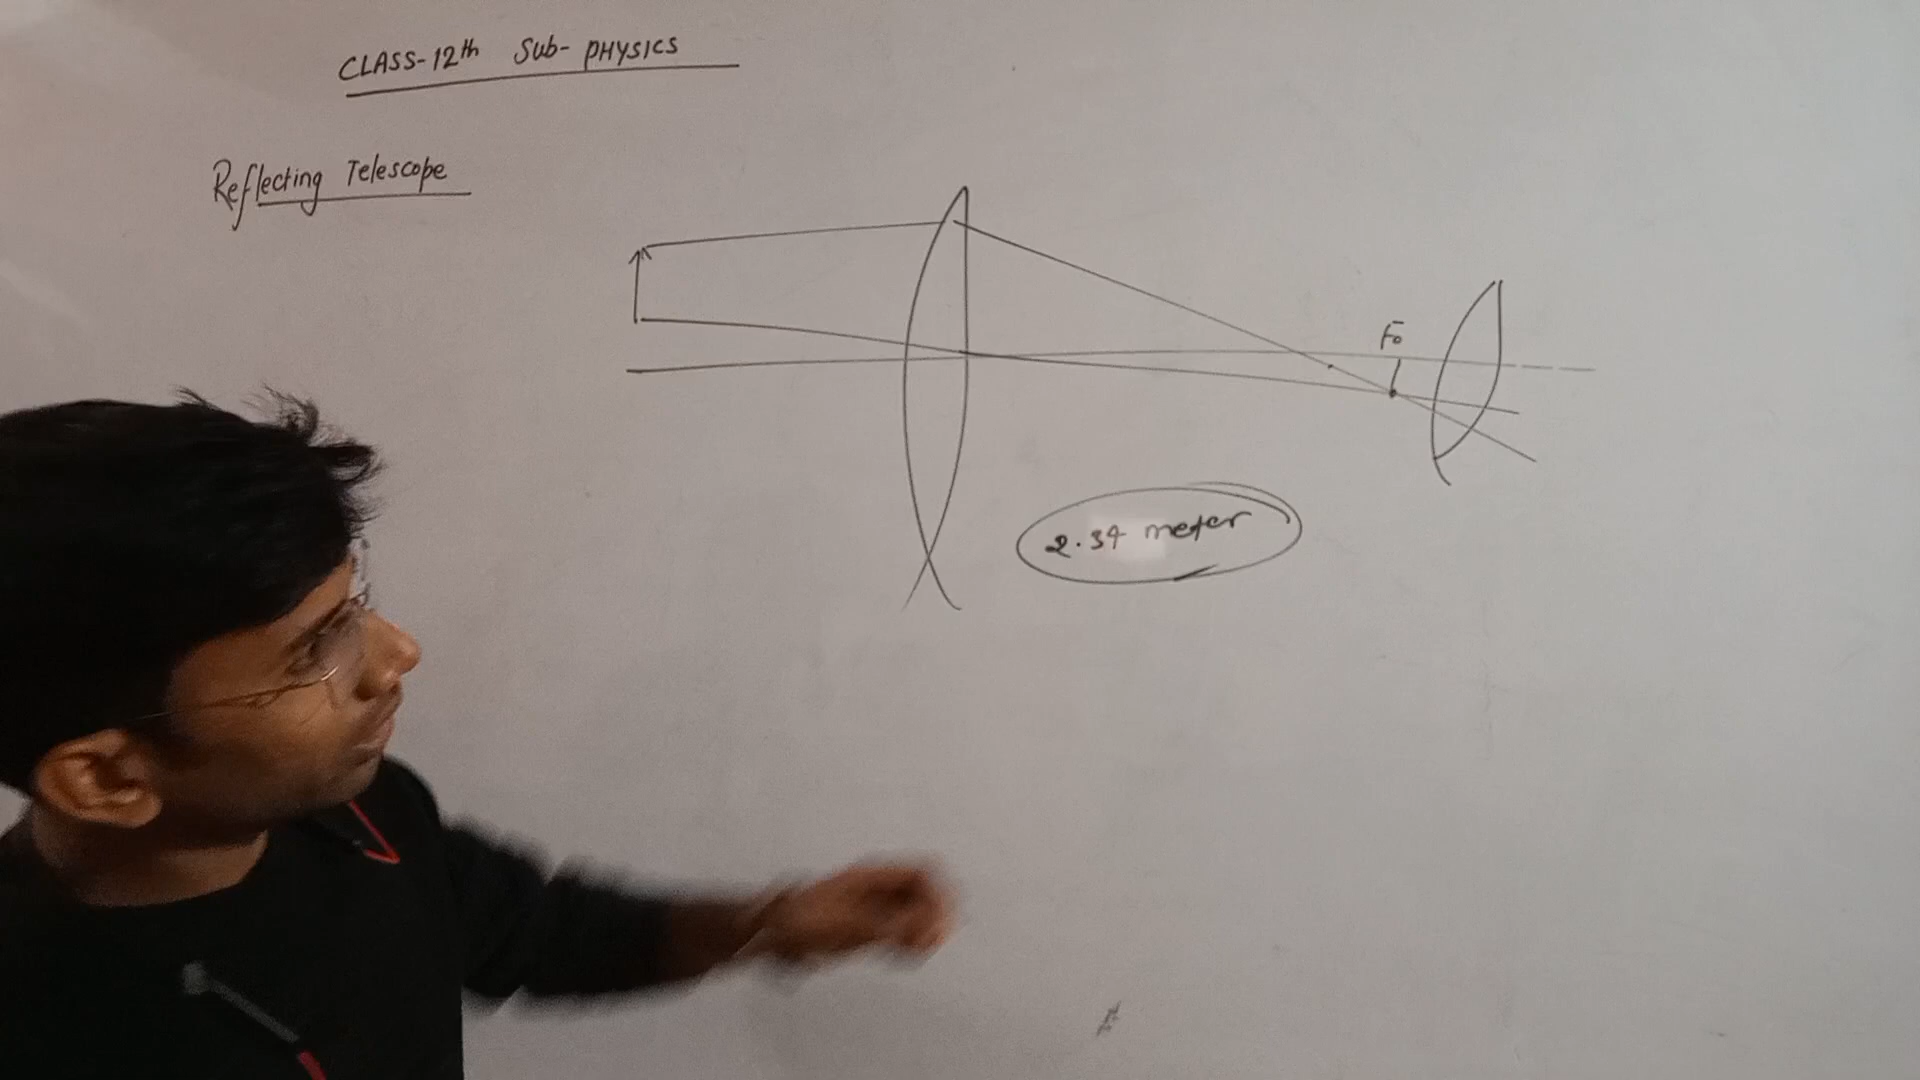 CLASS-12th Sub- PHYSICS
Reflecting Telescope
Fo
2.34 meter